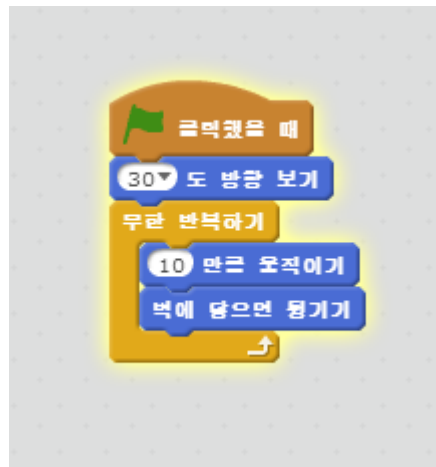 클릭했을 때
30 도 방향 보기
무한 반복하기
10 만큼 움직이기
벽에 닿으면 튕기기